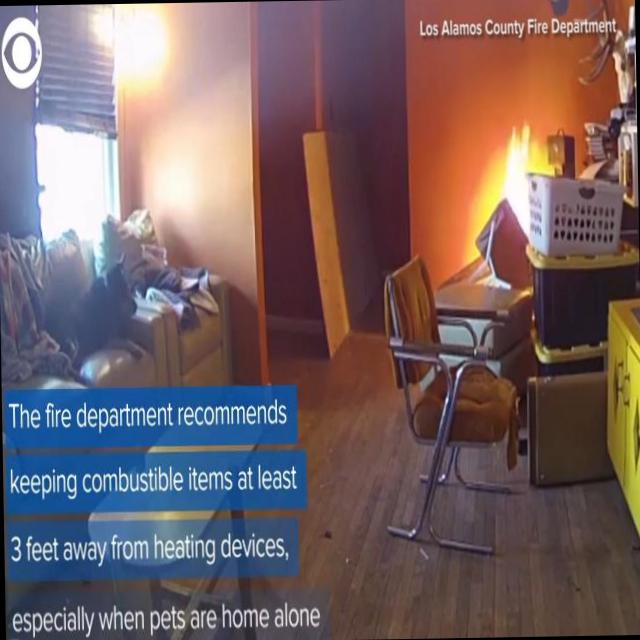 Los Alamos County Fire Department
The fire department recommends
keeping combustible items at least
3 feet away from heating devices,
especially when pets are home alone